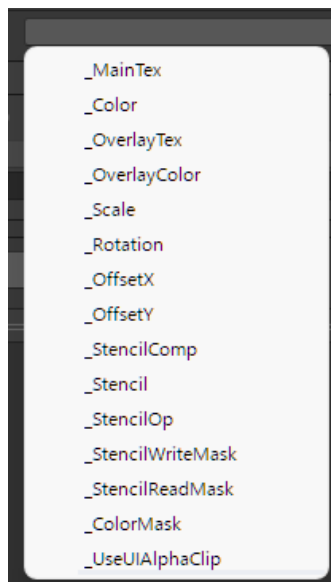 _MainTex
_Color
_OverlayTex
_OverlayColor
_Scale
_Rotation
_OffsetX
_OffsetY
_StencilComp
_Stencil
_StencilOp
_StencilWriteMask
_StencilReadMask
_ColorMask
_UseUIAlphaClip